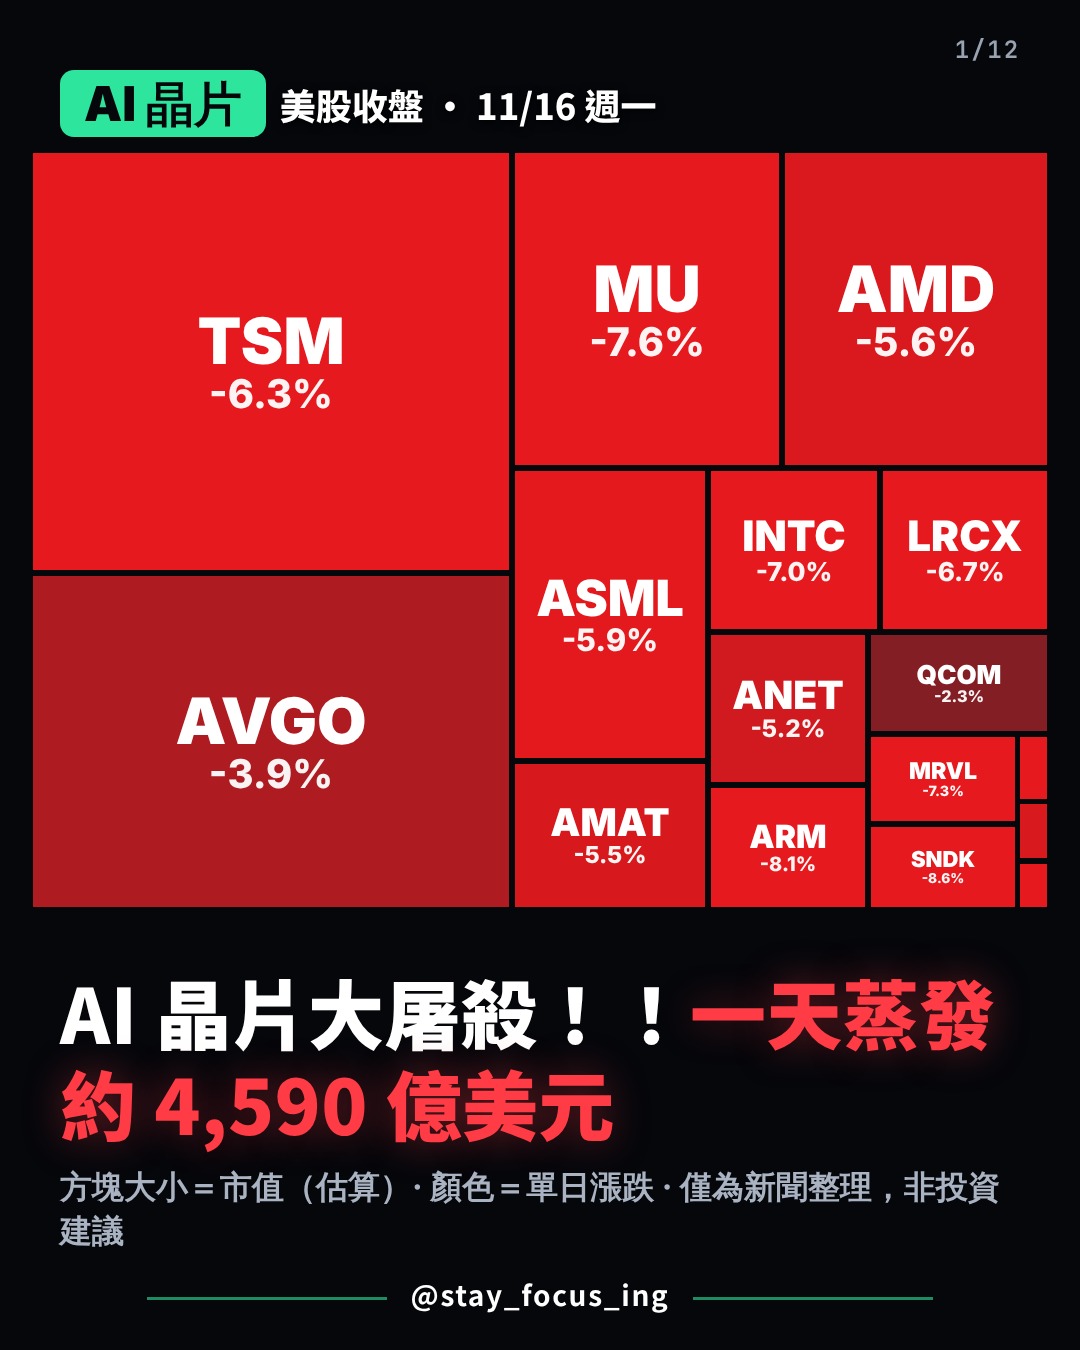 1/12
AI 晶片 美股收盤 • 11/16 週一
TSM
-6.3%
MU
-7.6%
AMD
-5.6%
AVGO
-3.9%
ASML
-5.9%
AMAT
-5.5%
INTC
-7.0%
LRCX
-6.7%
ANET
-5.2%
QCOM
-2.3%
MRVL
-7.3%
ARM
-8.1%
SNDK
-8.6%
AI 晶片大屠殺！！一天蒸發
約 4,590 億美元
方塊大小＝市值（估算）· 顏色＝單日漲跌 · 僅為新聞整理，非投資
建議
@stay_focus_ing